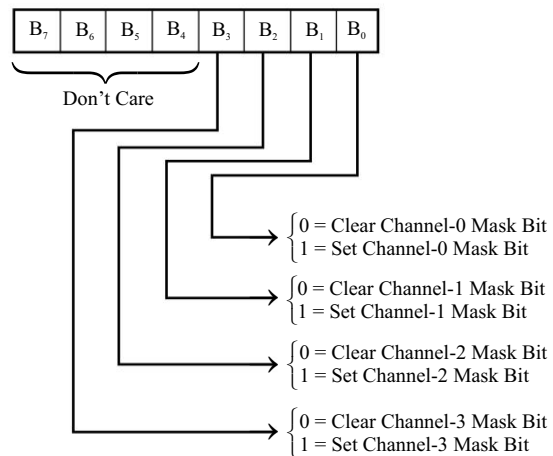 B₇ B₆ B₅ B₄ B₃ B₂ B₁ B₀
Don't Care
0 = Clear Channel-0 Mask Bit
1 = Set Channel-0 Mask Bit
0 = Clear Channel-1 Mask Bit
1 = Set Channel-1 Mask Bit
0 = Clear Channel-2 Mask Bit
1 = Set Channel-2 Mask Bit
0 = Clear Channel-3 Mask Bit
1 = Set Channel-3 Mask Bit